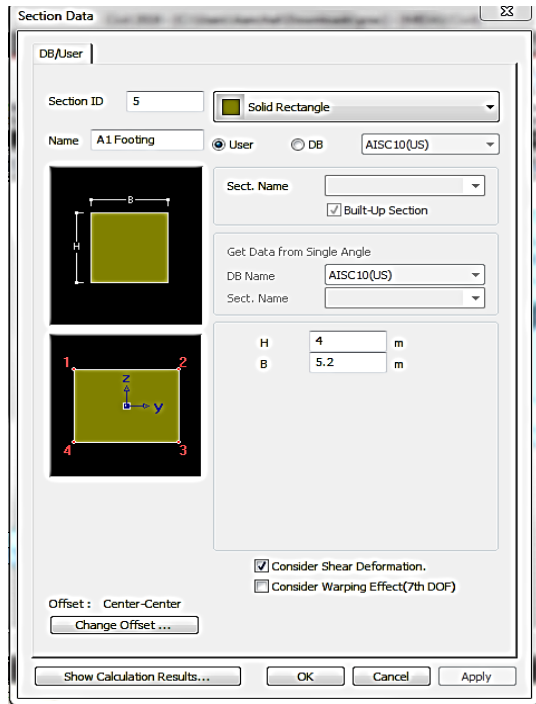 Section Data
DB/User
Section ID 5 Solid Rectangle
Name A1 Footing User DB AISC10(US)
Sect. Name
Built-Up Section
Get Data from Single Angle
DB Name AISC10(US)
Sect. Name
B
H
H 4 m
B 5.2 m
1 2
z
y
4 3
Consider Shear Deformation.
Consider Warping Effect(7th DOF)
Offset : Center-Center
Change Offset ...
Show Calculation Results... OK Cancel Apply